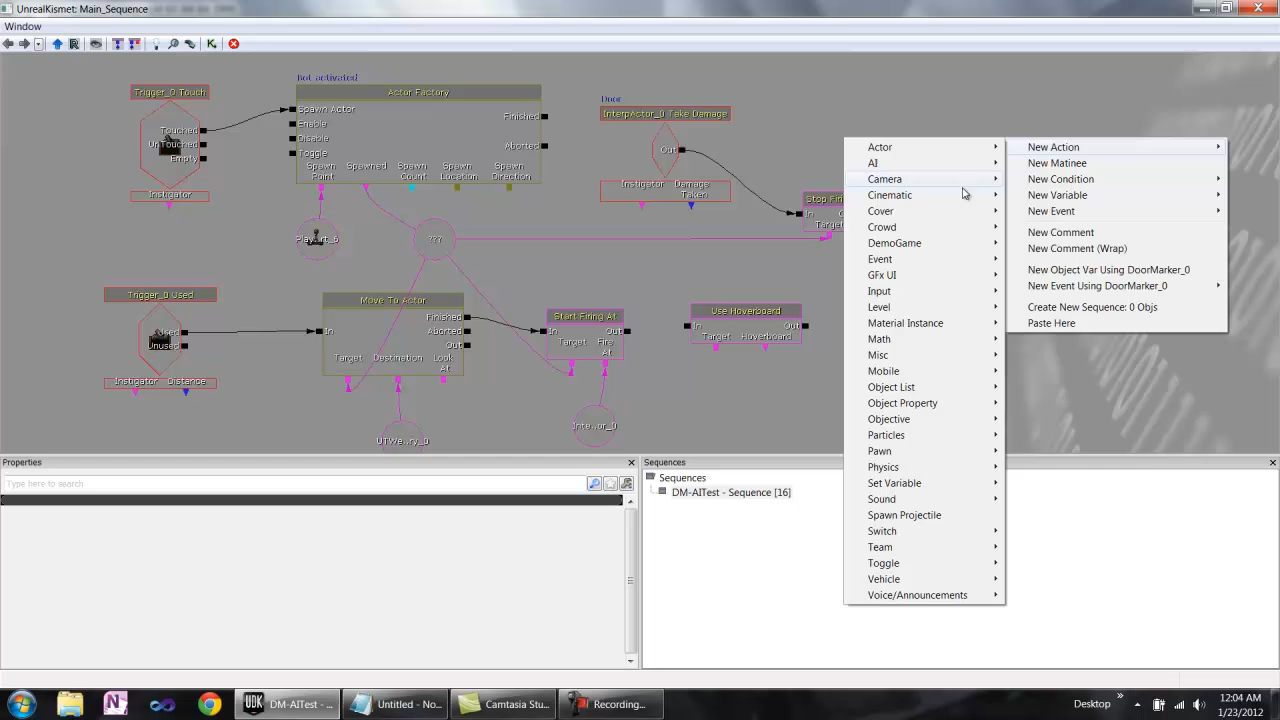 UnrealKismet: Main_Sequence
Window
bot activated
Trigger_0 Touch
Touched
UnTouched
Empty
Instigator
Actor Factory
Spawn Actor
Enable
Disable
Toggle
Finished
Aborted
Spawn Point
Spawned
Spawn Count
Spawn Location
Spawn Direction
???
Door
InterpActor_0 Take Damage
Out
Instigator
Damage Taken
In
Target
Trigger_0 Used
Used
Unused
Instigator Distance
Move To Actor
In
Finished
Aborted
Out
Target
Destination
Look At
UTWe..ry_0
Start Firing At
In
Out
Target
Fire At
Inte..or_0
Use Hoverboard
In
Out
Target
Hoverboard
Actor
AI
Camera
Cinematic
Cover
Crowd
DemoGame
Event
GFx UI
Input
Level
Material Instance
Math
Misc
Mobile
Object List
Object Property
Objective
Particles
Pawn
Physics
Set Variable
Sound
Spawn Projectile
Switch
Team
Toggle
Vehicle
Voice/Announcements
New Action
New Matinee
New Condition
New Variable
New Event
New Comment
New Comment (Wrap)
New Object Var Using DoorMarker_0
New Event Using DoorMarker_0
Create New Sequence: 0 Objs
Paste Here
Properties
Type here to search
Sequences
Sequences
DM-AITest - Sequence [16]
DM-AITest - ...
Untitled - No...
Camtasia Stu...
Recording...
Desktop
12:04 AM
1/23/2012